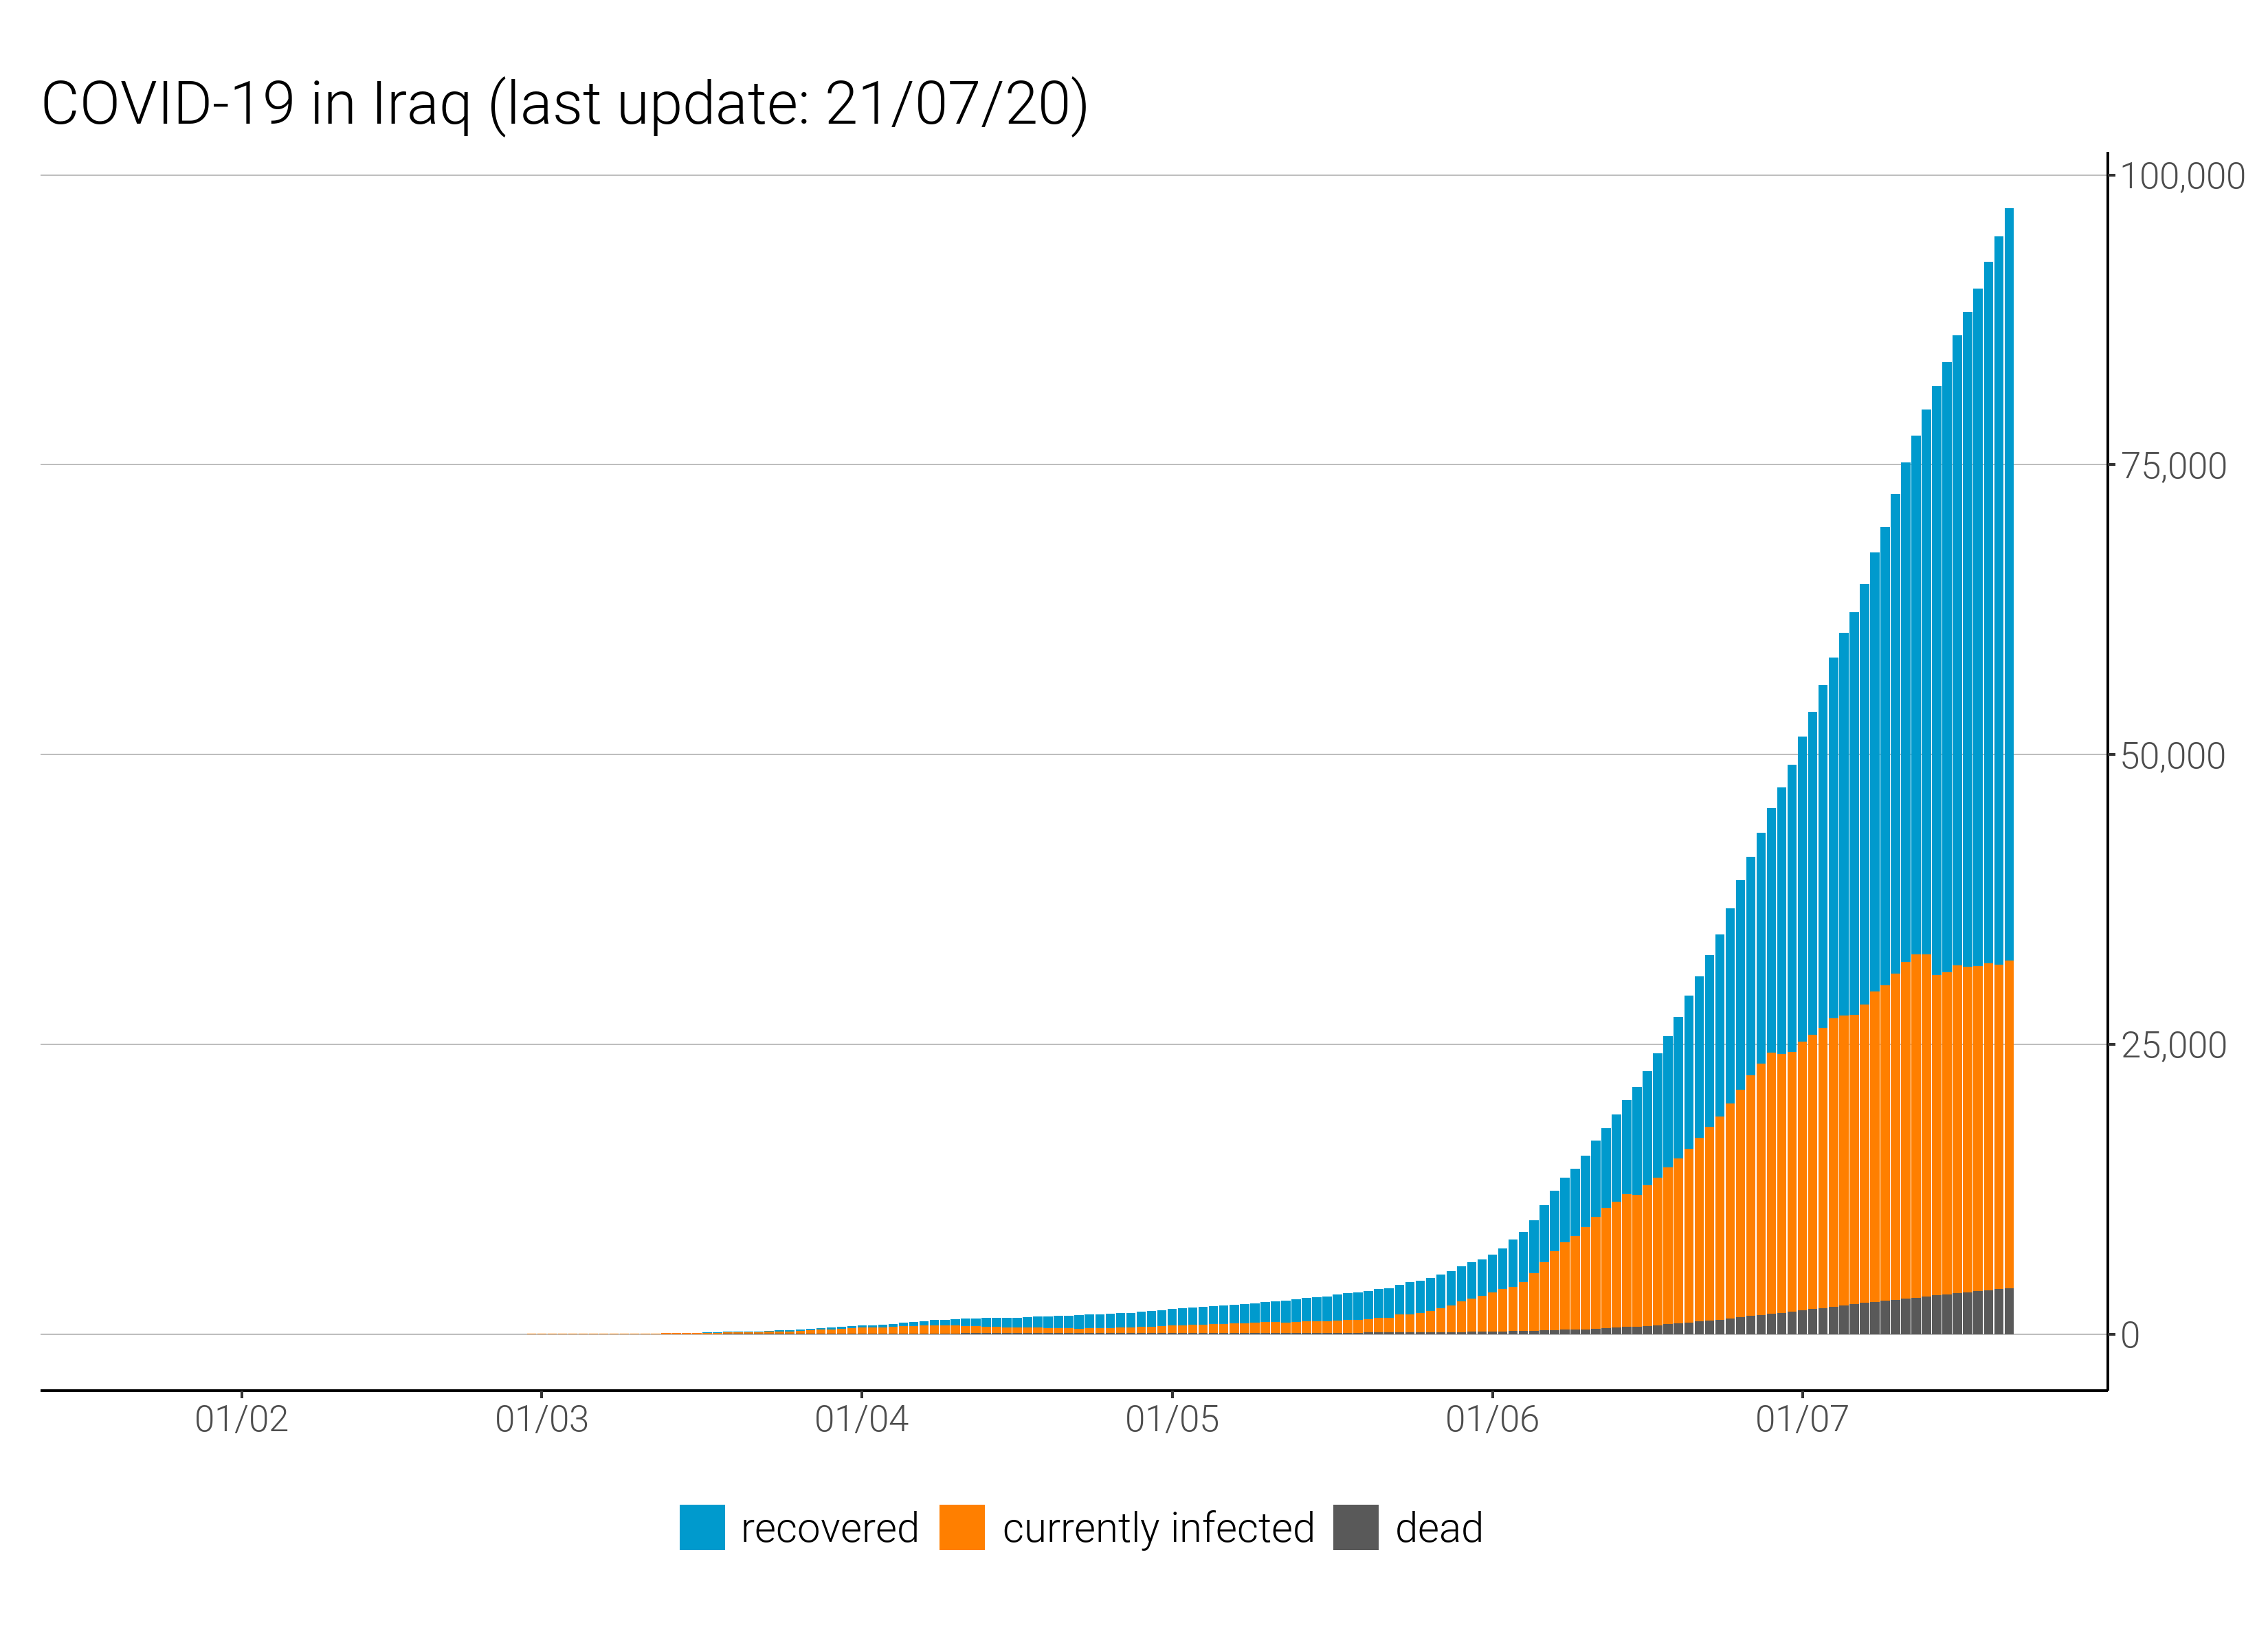 COVID-19 in Iraq (last update: 21/07/20)
100,000
75,000
50,000
25,000
0
01/02 01/03 01/04 01/05 01/06 01/07
recovered currently infected dead